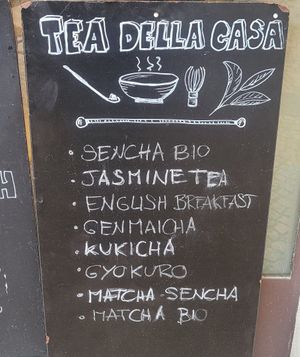 TEA DELLA CASA
• SENCHA BIO
• JASMINE TEA
• ENGLISH BREAKFAST
• GENMAICHA
• KUKICHA
• GYOKURO
• MATCHA-SENCHA
• MATCHA BIO